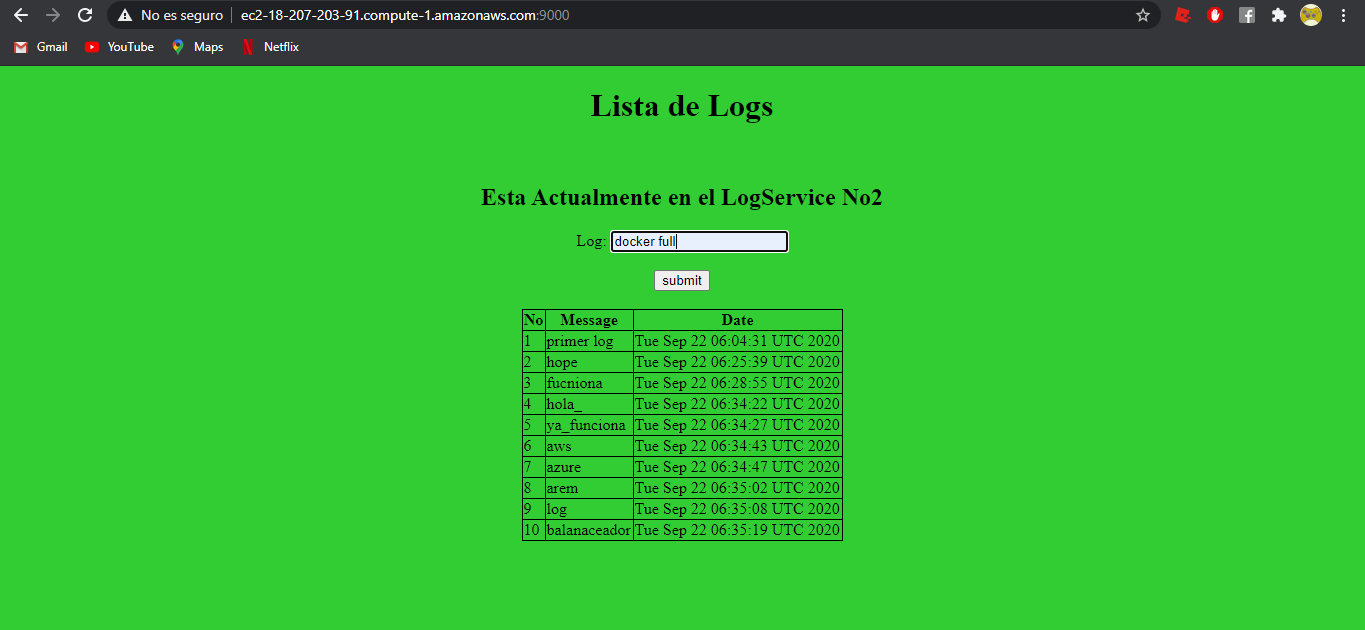 No es seguro ec2-18-207-203-91.compute-1.amazonaws.com:9000
Gmail YouTube Maps Netflix
Lista de Logs
Esta Actualmente en el LogService No2
Log: docker full
submit
No Message Date
1 primer log Tue Sep 22 06:04:31 UTC 2020
2 hope Tue Sep 22 06:25:39 UTC 2020
3 fucniona Tue Sep 22 06:28:55 UTC 2020
4 hola_ Tue Sep 22 06:34:22 UTC 2020
5 ya_funciona Tue Sep 22 06:34:27 UTC 2020
6 aws Tue Sep 22 06:34:43 UTC 2020
7 azure Tue Sep 22 06:34:47 UTC 2020
8 arem Tue Sep 22 06:35:02 UTC 2020
9 log Tue Sep 22 06:35:08 UTC 2020
10 balanaceador Tue Sep 22 06:35:19 UTC 2020